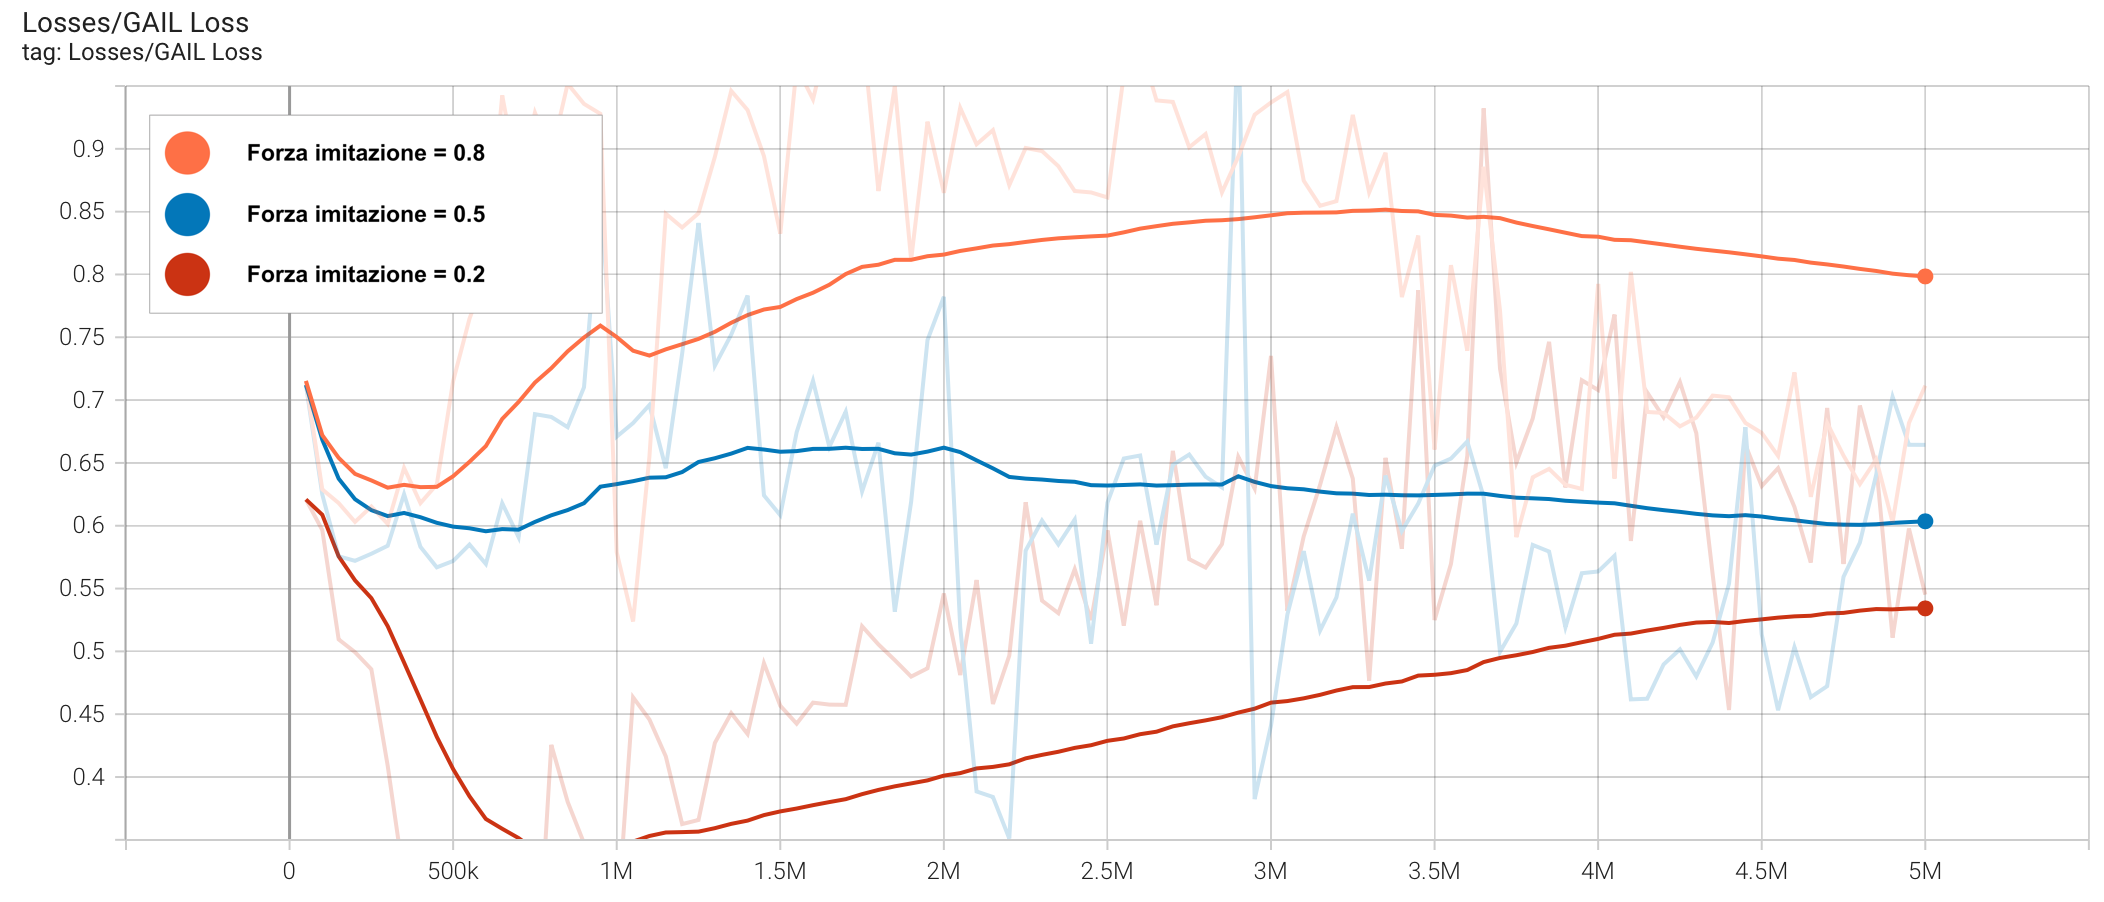 Losses/GAIL Loss
tag: Losses/GAIL Loss
Forza imitazione = 0.8
Forza imitazione = 0.5
Forza imitazione = 0.2
0.9
0.85
0.8
0.75
0.7
0.65
0.6
0.55
0.5
0.45
0.4
0 500k 1M 1.5M 2M 2.5M 3M 3.5M 4M 4.5M 5M